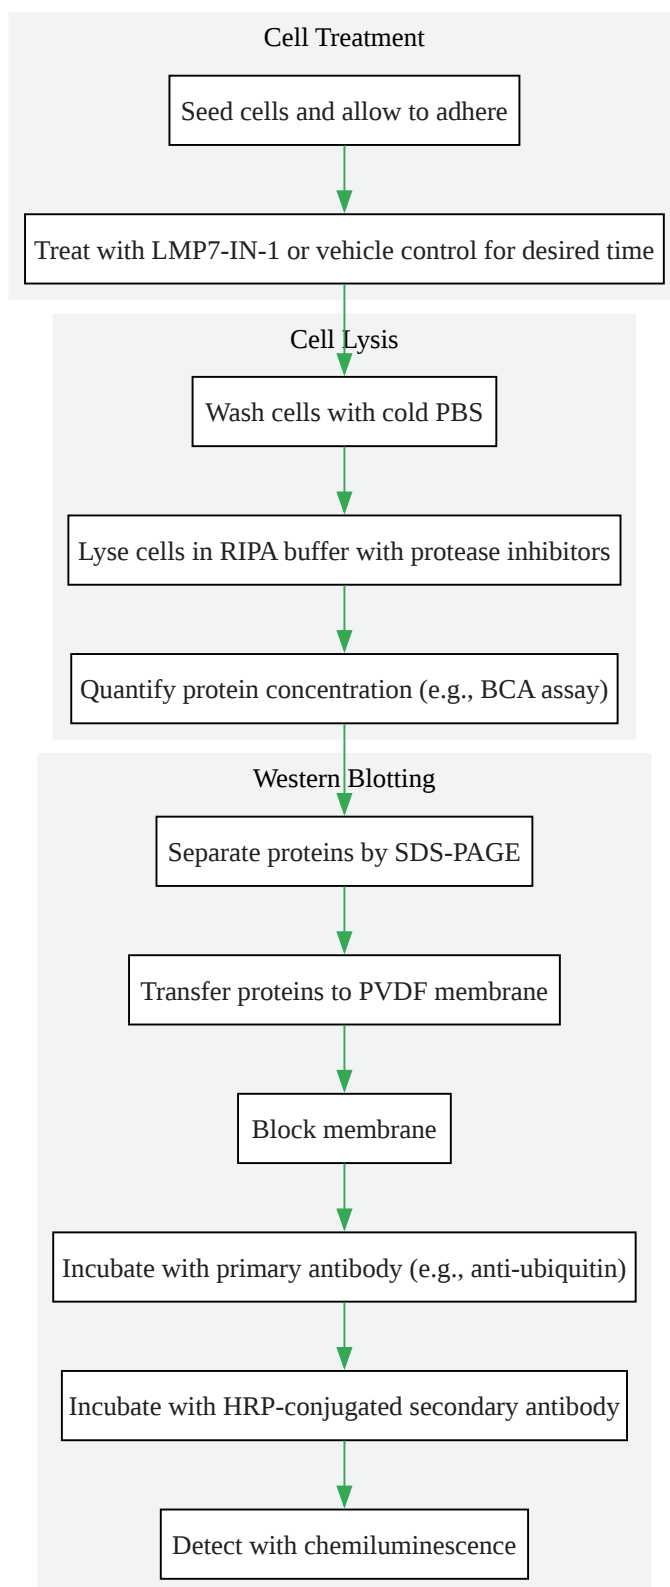 Cell Treatment
Seed cells and allow to adhere
Treat with LMP7-IN-1 or vehicle control for desired time
Cell Lysis
Wash cells with cold PBS
Lyse cells in RIPA buffer with protease inhibitors
Quantify protein concentration (e.g., BCA assay)
Western Blotting
Separate proteins by SDS-PAGE
Transfer proteins to PVDF membrane
Block membrane
Incubate with primary antibody (e.g., anti-ubiquitin)
Incubate with HRP-conjugated secondary antibody
Detect with chemiluminescence